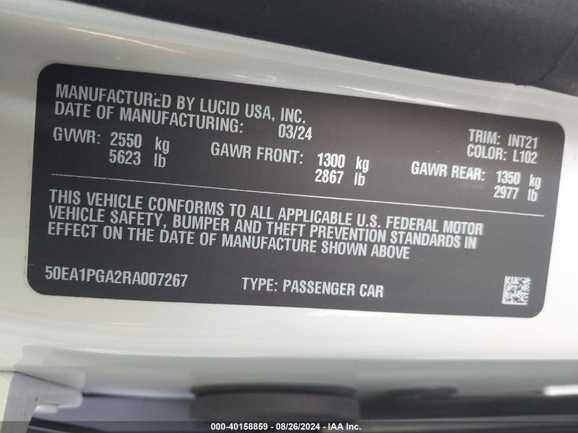 MANUFACTURED BY LUCID USA, INC.
DATE OF MANUFACTURING: 03/24
TRIM: INT21
COLOR: L102
GVWR: 2550 kg
5623 lb
GAWR FRONT: 1300 kg
2867 lb
GAWR REAR: 1350 kg
2977 lb
THIS VEHICLE CONFORMS TO ALL APPLICABLE U.S. FEDERAL MOTOR
VEHICLE SAFETY, BUMPER AND THEFT PREVENTION STANDARDS IN
EFFECT ON THE DATE OF MANUFACTURE SHOWN ABOVE
50EA1PGA2RA007267
TYPE: PASSENGER CAR
000-40158859 // 08/26/2024 // IAA Inc.